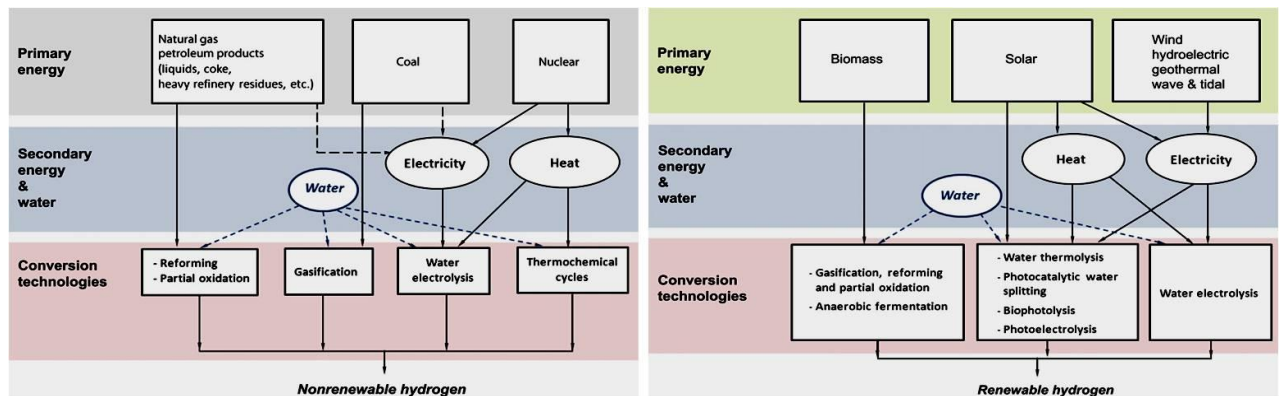 Primary
energy
Natural gas
petroleum products
(liquids, coke,
heavy refinery residues, etc.)
Coal
Nuclear
Secondary
energy
&
water
Electricity
Heat
Water
Conversion
technologies
- Reforming
- Partial oxidation
Gasification
Water
electrolysis
Thermochemical
cycles
Nonrenewable hydrogen
Primary
energy
Biomass
Solar
Wind
hydroelectric
geothermal
wave & tidal
Secondary
energy
&
water
Heat
Electricity
Water
Conversion
technologies
- Gasification, reforming
and partial oxidation
- Anaerobic fermentation
- Water thermolysis
- Photocatalytic water
splitting
- Biophotolysis
- Photoelectrolysis
Water electrolysis
Renewable hydrogen